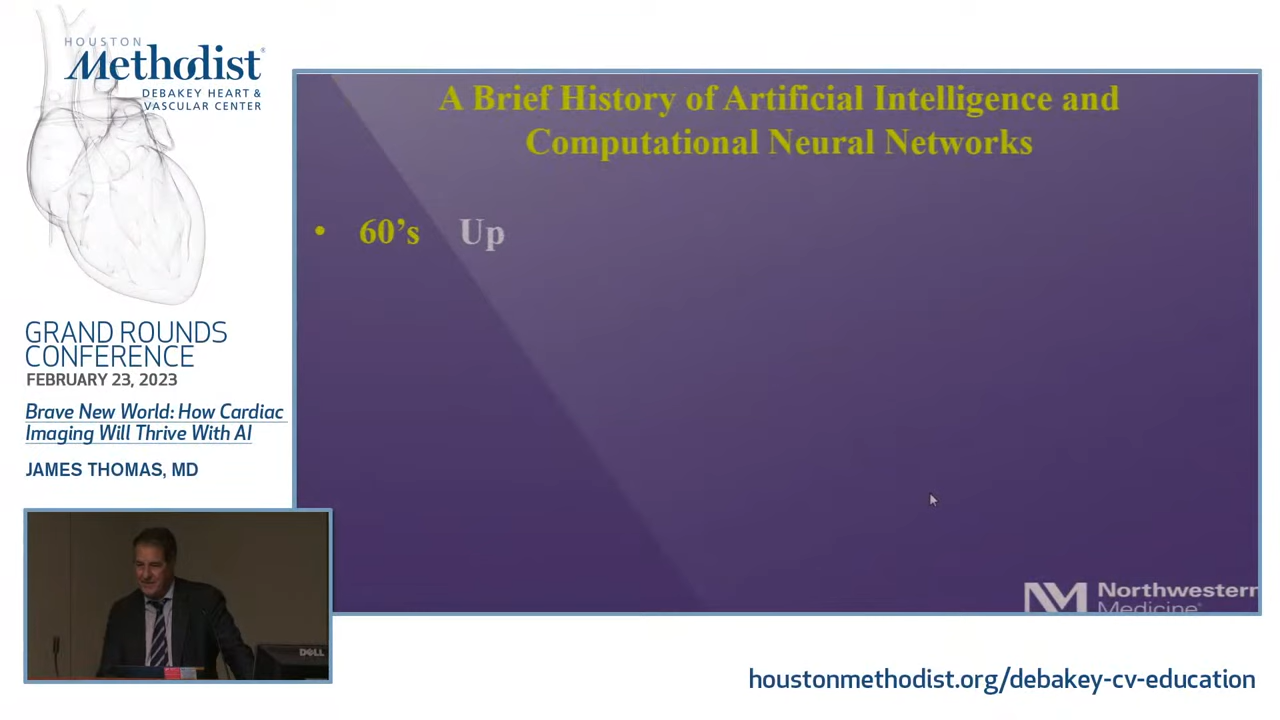 HOUSTON
Methodist®
DEBAKEY HEART &
VASCULAR CENTER
GRAND ROUNDS
CONFERENCE
FEBRUARY 23, 2023
Brave New World: How Cardiac
Imaging Will Thrive With AI
JAMES THOMAS, MD
A Brief History of Artificial Intelligence and
Computational Neural Networks
• 60's Up
Northwestern
Medicine®
DELL
houstonmethodist.org/debakey-cv-education